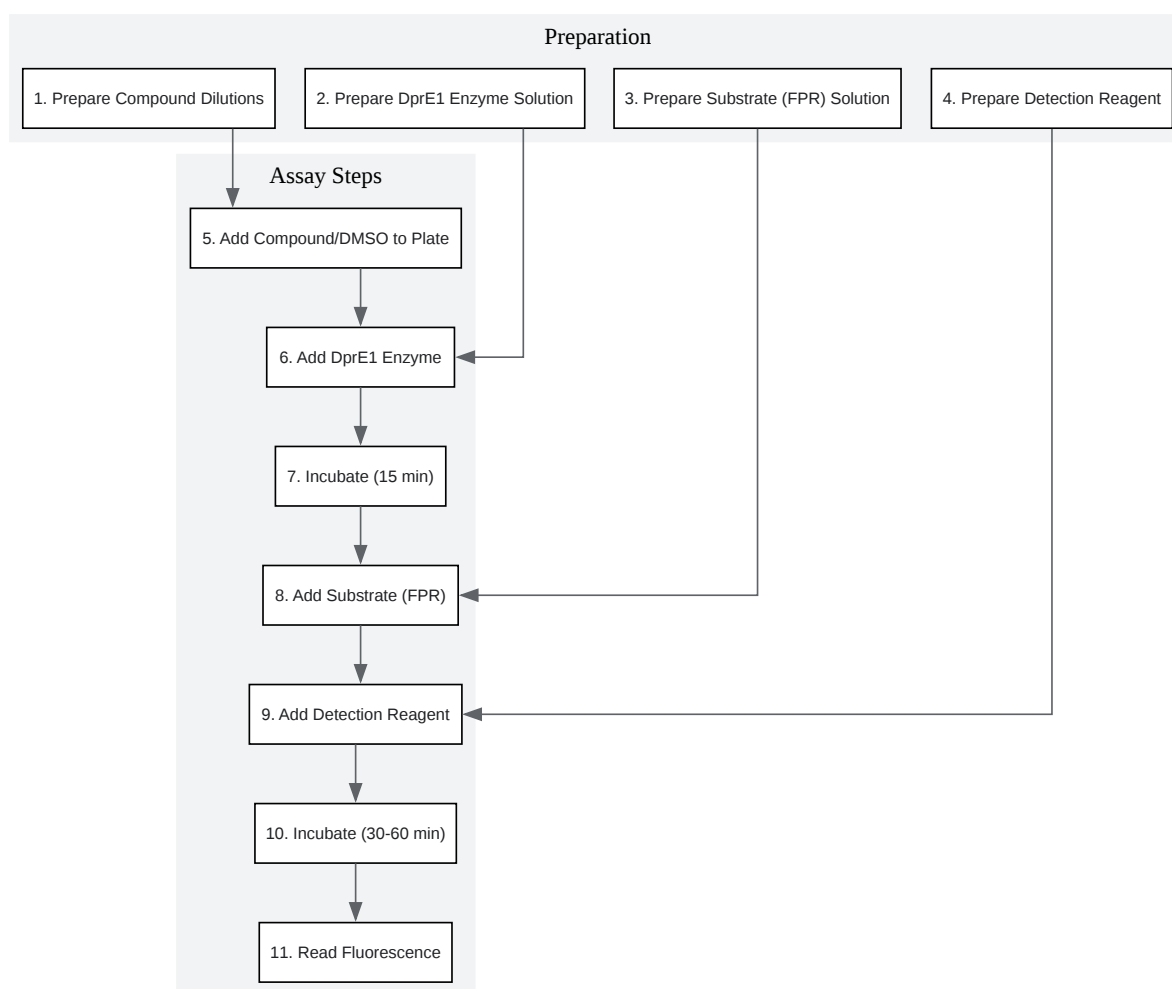 Preparation
1. Prepare Compound Dilutions
2. Prepare DprE1 Enzyme Solution
3. Prepare Substrate (FPR) Solution
4. Prepare Detection Reagent
Assay Steps
5. Add Compound/DMSO to Plate
6. Add DprE1 Enzyme
7. Incubate (15 min)
8. Add Substrate (FPR)
9. Add Detection Reagent
10. Incubate (30-60 min)
11. Read Fluorescence